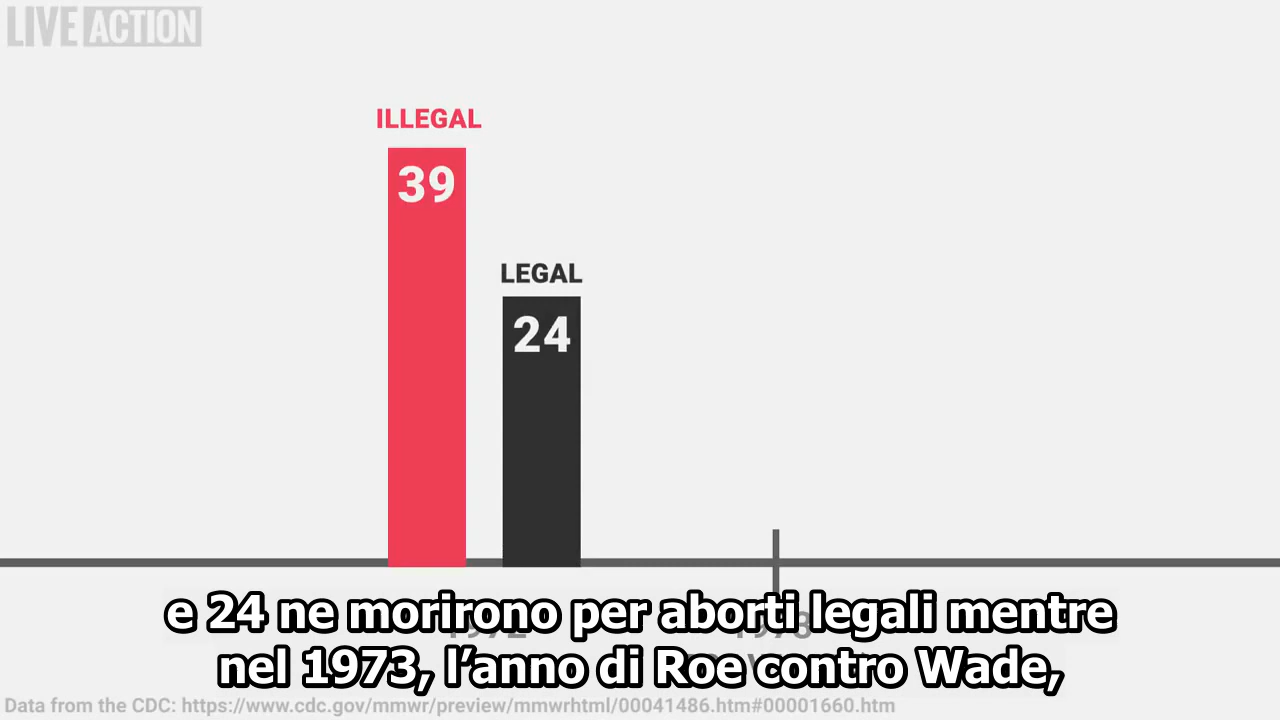 LIVE ACTION
ILLEGAL
39
LEGAL
24
e 24 ne morirono per aborti legali mentre
nel 1973, l’anno di Roe contro Wade,
Data from the CDC: https://www.cdc.gov/mmwr/preview/mmwrhtml/00041486.htm#00001660.htm